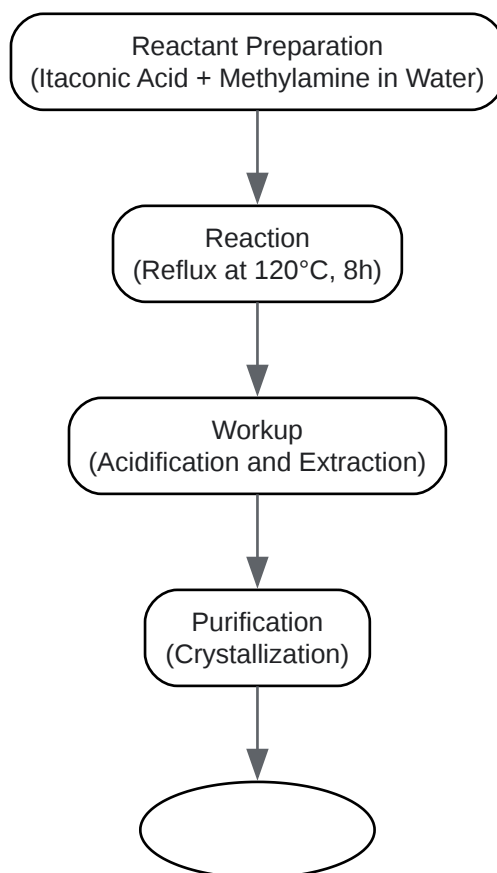 Reactant Preparation
(Itaconic Acid + Methylamine in Water)
Reaction
(Reflux at 120°C, 8h)
Workup
(Acidification and Extraction)
Purification
(Crystallization)